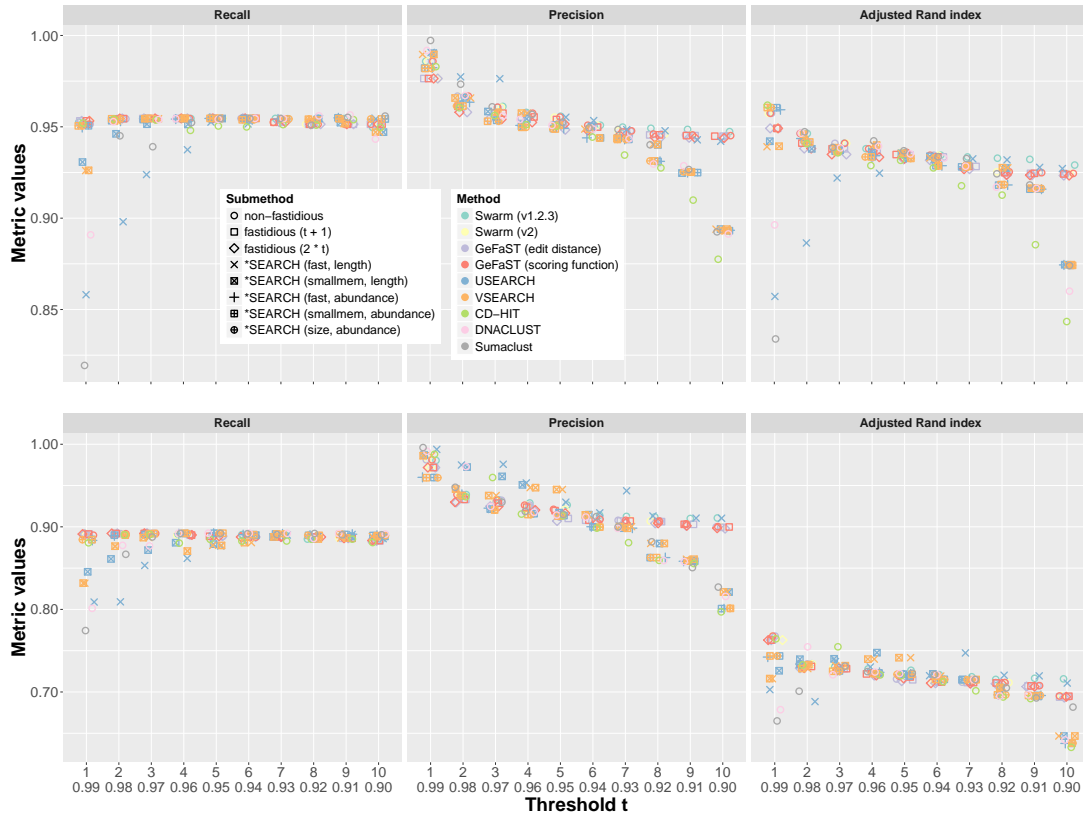 Recall Precision Adjusted Rand index
1.00
0.95
0.90
0.85
Metric values
Submethod
non−fastidious
fastidious (t + 1)
fastidious (2 * t)
*SEARCH (fast, length)
*SEARCH (smallmem, length)
*SEARCH (fast, abundance)
*SEARCH (smallmem, abundance)
*SEARCH (size, abundance)
Method
Swarm (v1.2.3)
Swarm (v2)
GeFaST (edit distance)
GeFaST (scoring function)
USEARCH
VSEARCH
CD−HIT
DNACLUST
Sumaclust
Recall Precision Adjusted Rand index
1.00
0.90
0.80
0.70
Metric values
1 2 3 4 5 6 7 8 9 10 1 2 3 4 5 6 7 8 9 10 1 2 3 4 5 6 7 8 9 10
0.99 0.98 0.97 0.96 0.95 0.94 0.93 0.92 0.91 0.90 0.99 0.98 0.97 0.96 0.95 0.94 0.93 0.92 0.91 0.90 0.99 0.98 0.97 0.96 0.95 0.94 0.93 0.92 0.91 0.90
Threshold t